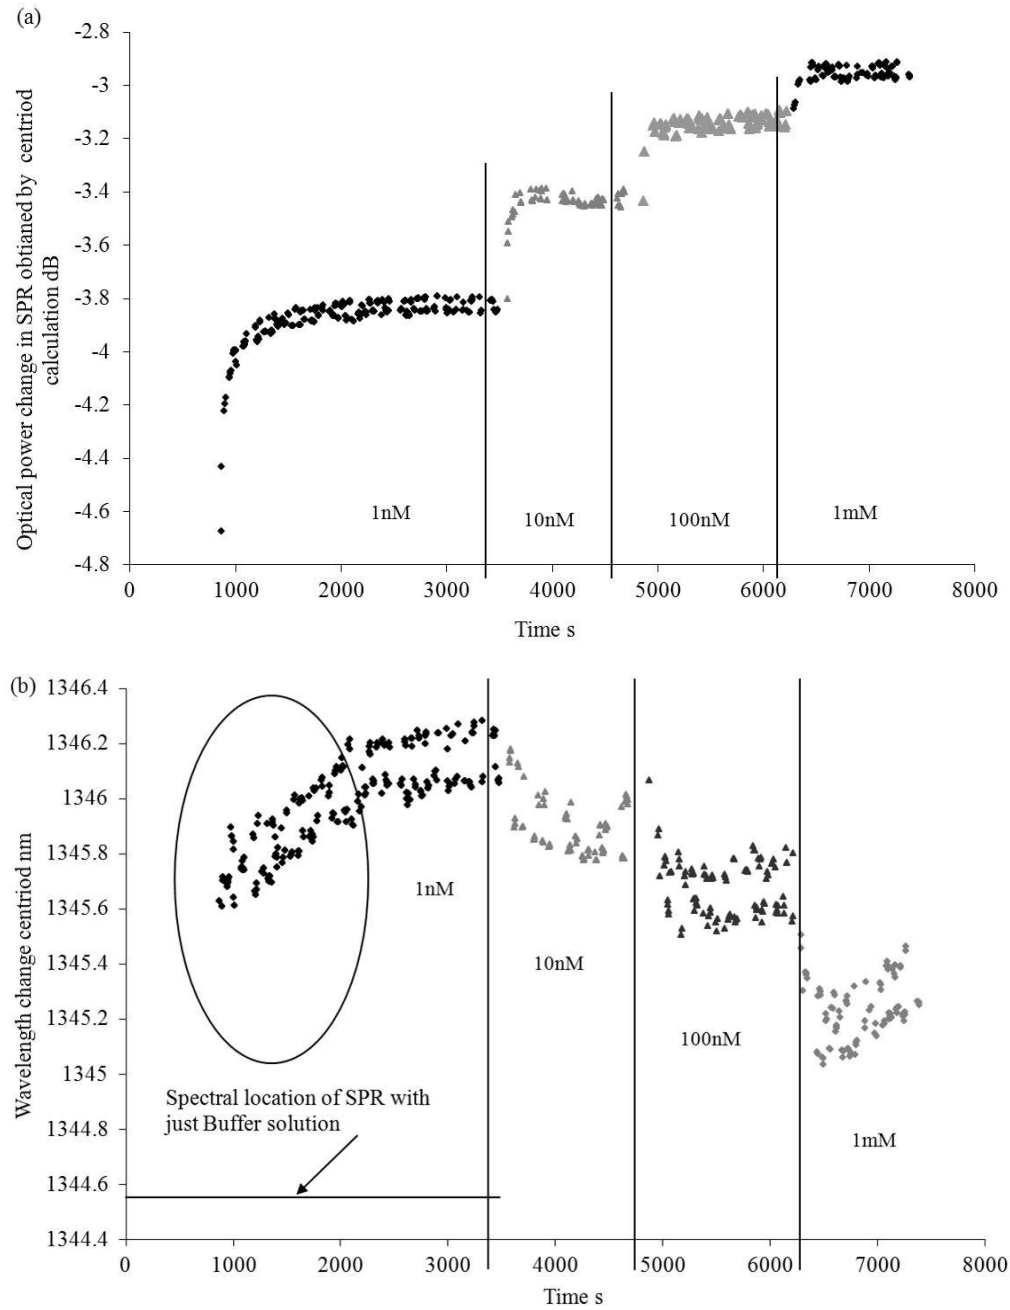 (a)
Optical power change in SPR obtianed by centriod
calculation dB
-2.8
-3
-3.2
-3.4
-3.6
-3.8
-4
-4.2
-4.4
-4.6
-4.8
1nM
10nM
100nM
1mM
0 1000 2000 3000 4000 5000 6000 7000 8000
Time s
(b)
Wavelength change centriod nm
1346.4
1346.2
1346
1345.8
1345.6
1345.4
1345.2
1345
1344.8
1344.6
1344.4
1nM
10nM
100nM
1mM
Spectral location of SPR with
just Buffer solution
0 1000 2000 3000 4000 5000 6000 7000 8000
Time s